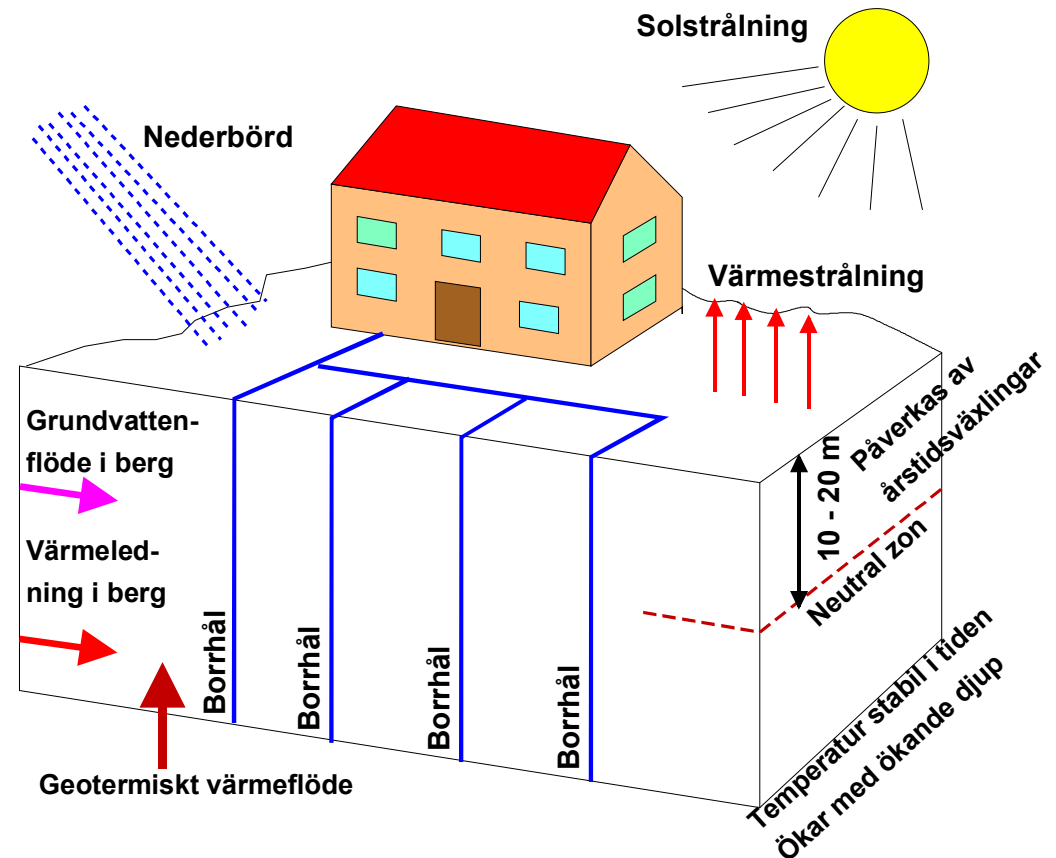 Solstrålning
Nederbörd
Värmestrålning
Grundvatten-
flöde i berg
Värmeled-
ning i berg
Borrhål
Borrhål
Borrhål
Borrhål
10 - 20 m
Påverkas av
årstidsväxlingar
Neutral zon
Temperatur stabil i tiden
Ökar med ökande djup
Geotermiskt värmeflöde